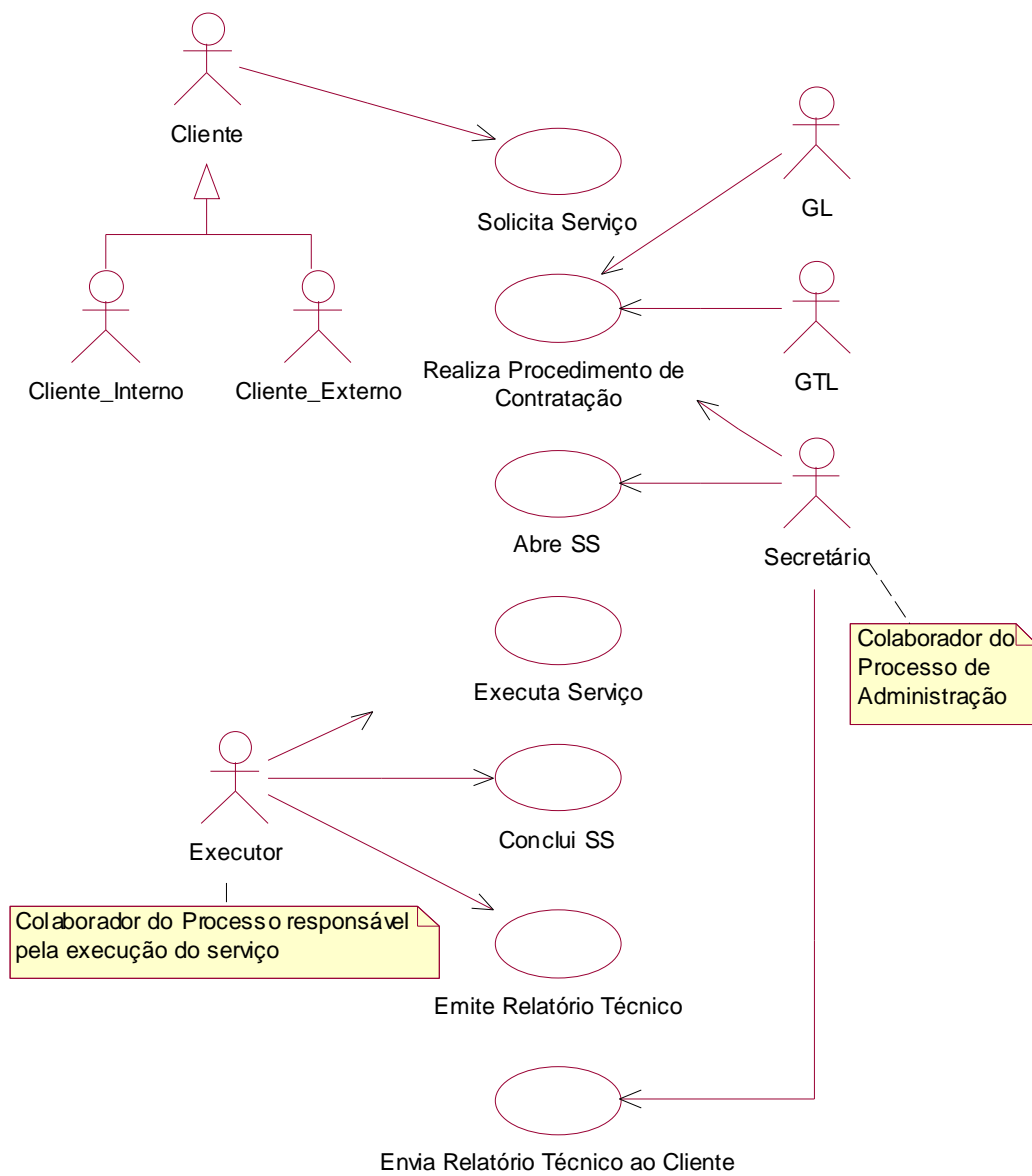 Cliente
Solicita Serviço
GL
Cliente_Interno
Cliente_Externo
Realiza Procedimento de
Contratação
GTL
Abre SS
Secretário
Colaborador do
Processo de
Administração
Executa Serviço
Conclui SS
Executor
Colaborador do Processo responsável
pela execução do serviço
Emite Relatório Técnico
Envia Relatório Técnico ao Cliente